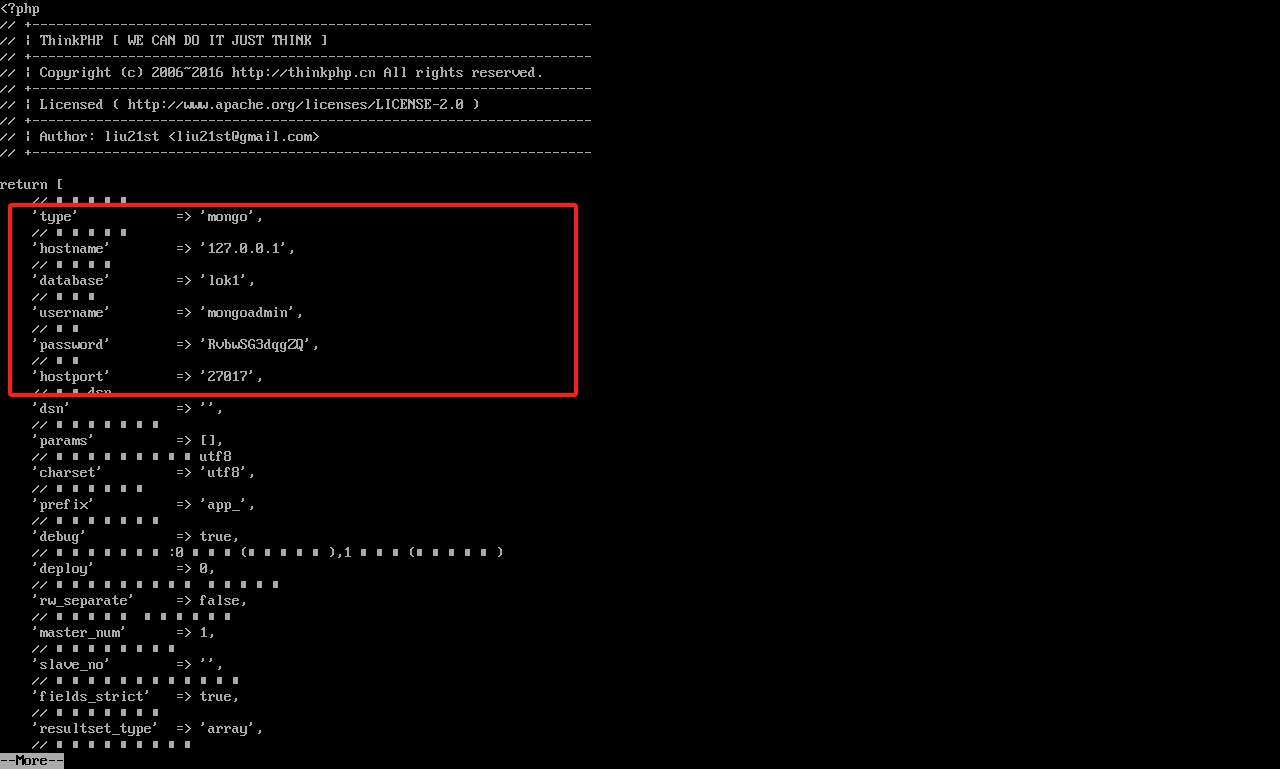 <?php
// +----------------------------------------------------------------------
// | ThinkPHP [ WE CAN DO IT JUST THINK ]
// +----------------------------------------------------------------------
// | Copyright (c) 2006~2016 http://thinkphp.cn All rights reserved.
// +----------------------------------------------------------------------
// | Licensed ( http://www.apache.org/licenses/LICENSE-2.0 )
// +----------------------------------------------------------------------
// | Author: liu21st <liu21st@gmail.com>
// +----------------------------------------------------------------------
return [
// ■ ■ ■ ■ ■
'type' => 'mongo',
// ■ ■ ■ ■ ■
'hostname' => '127.0.0.1',
// ■ ■ ■ ■
'database' => 'lok1',
// ■ ■ ■
'username' => 'mongoadmin',
// ■ ■
'password' => 'RvbwSG3dqgZQ',
// ■ ■
'hostport' => '27017',
// ■ ■ dsn
'dsn' => '',
// ■ ■ ■ ■ ■ ■ ■
'params' => [],
// ■ ■ ■ ■ ■ ■ ■ ■ ■ utf8
'charset' => 'utf8',
// ■ ■ ■ ■ ■ ■
'prefix' => 'app_',
// ■ ■ ■ ■ ■ ■ ■
'debug' => true,
// ■ ■ ■ ■ ■ ■ ■ :0 ■ ■ ■ (■ ■ ■ ■ ■ ),1 ■ ■ ■ (■ ■ ■ ■ ■ )
'deploy' => 0,
// ■ ■ ■ ■ ■ ■ ■ ■ ■ ■ ■ ■ ■ ■
'rw_separate' => false,
// ■ ■ ■ ■ ■ ■ ■ ■ ■ ■ ■
'master_num' => 1,
// ■ ■ ■ ■ ■ ■ ■ ■
'slave_no' => '',
// ■ ■ ■ ■ ■ ■ ■ ■ ■ ■ ■ ■
'fields_strict' => true,
// ■ ■ ■ ■ ■ ■ ■
'resultset_type' => 'array',
// ■ ■ ■ ■ ■ ■ ■ ■ ■
--More--